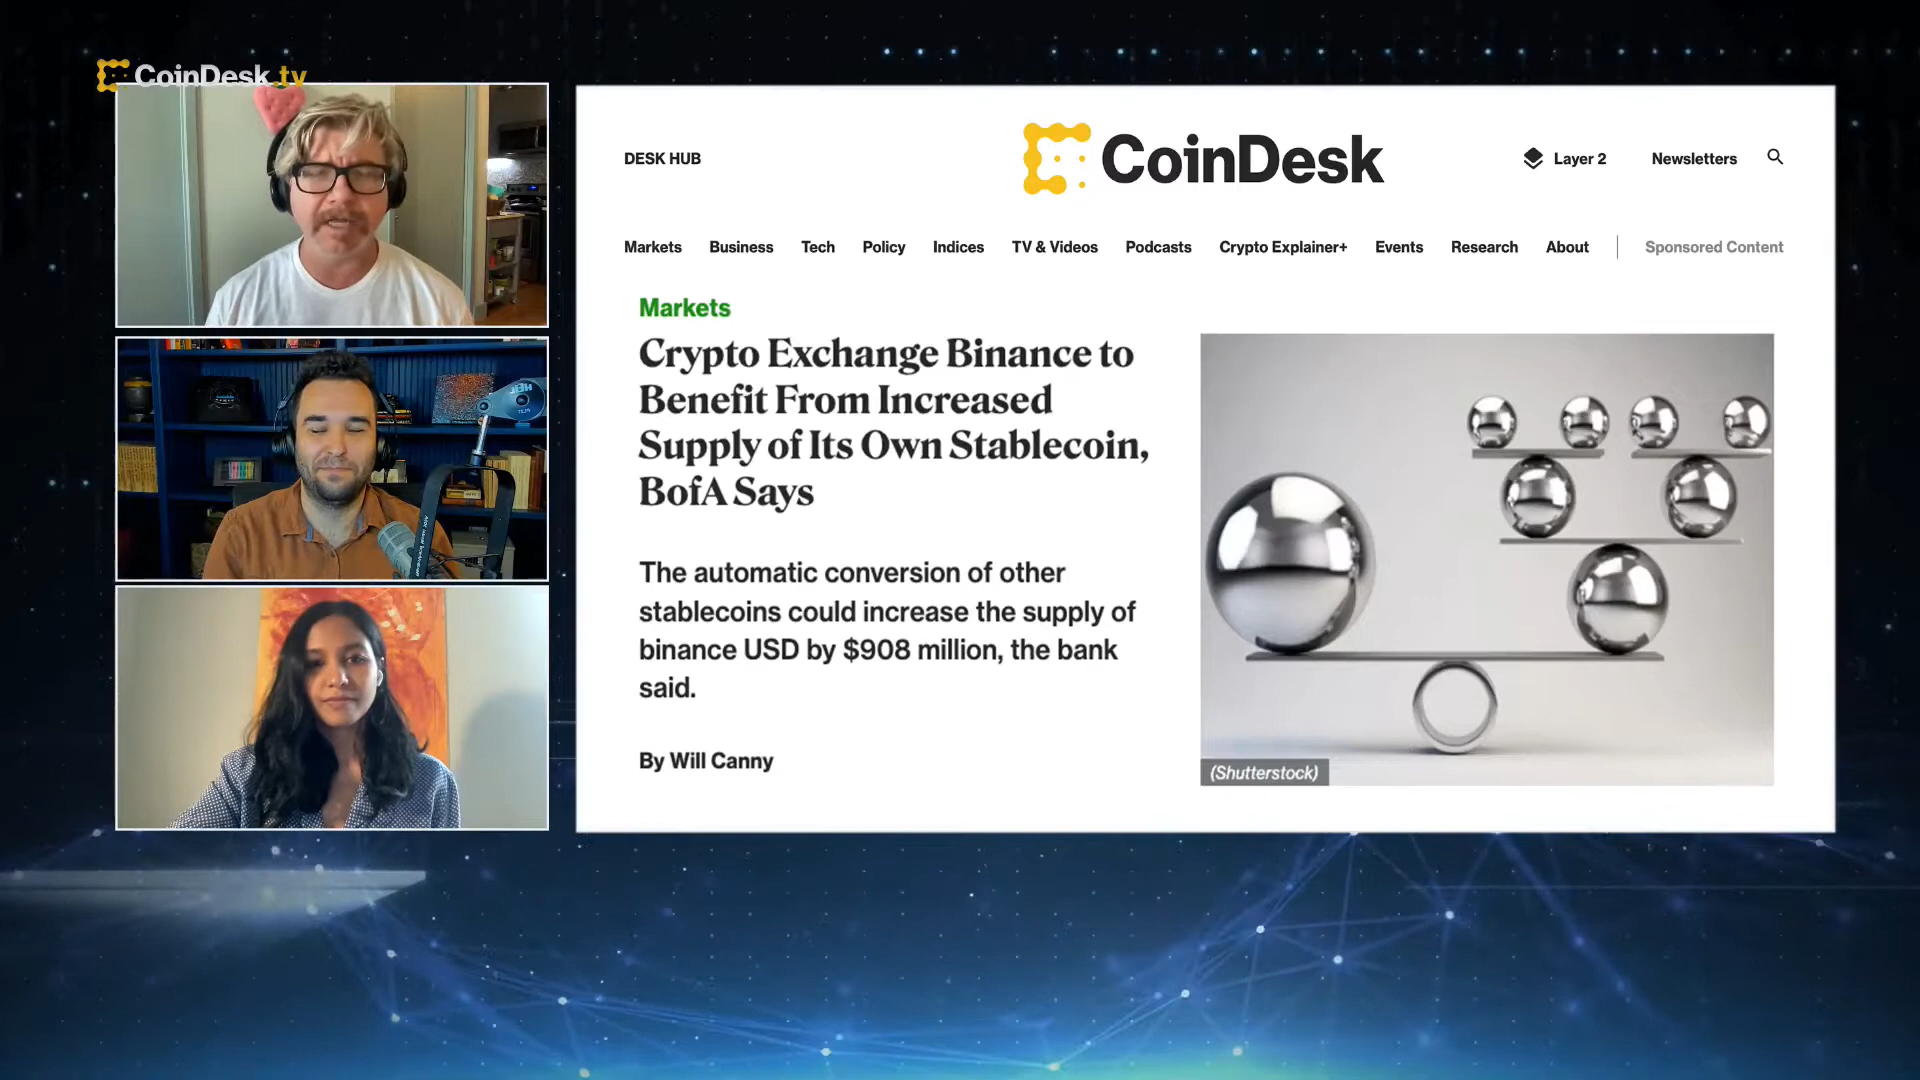 CoinDesk.tv
DESK HUB
CoinDesk
Layer 2
Newsletters
Markets Business Tech Policy Indices TV & Videos Podcasts Crypto Explainer+ Events Research About Sponsored Content
Markets
Crypto Exchange Binance to
Benefit From Increased
Supply of Its Own Stablecoin,
BofA Says
The automatic conversion of other
stablecoins could increase the supply of
binance USD by $908 million, the bank
said.
By Will Canny
(Shutterstock)
HEIL